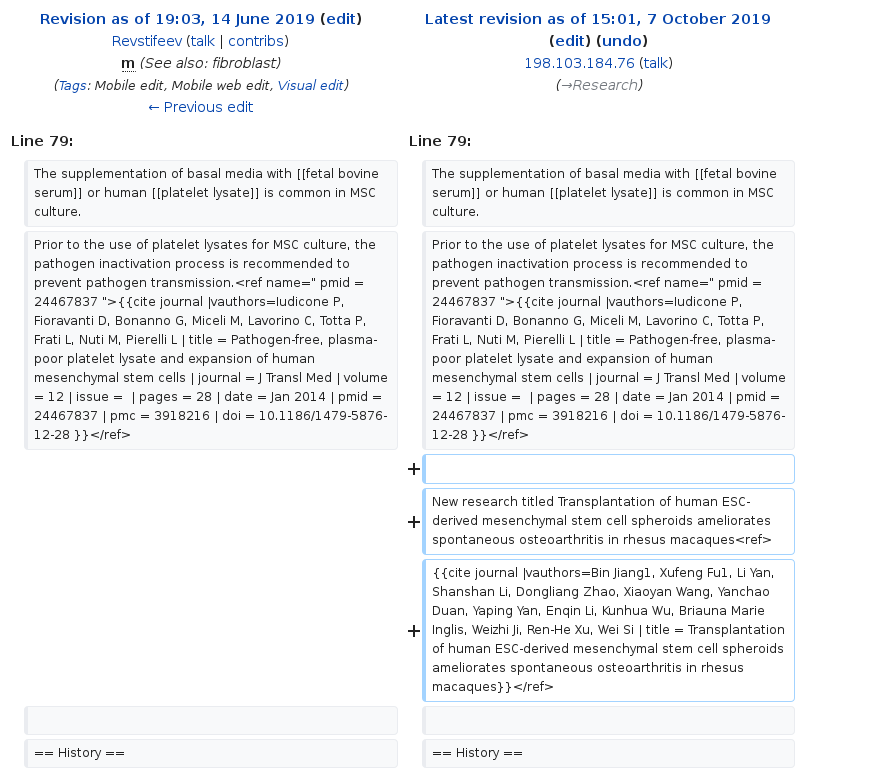 Revision as of 19:03, 14 June 2019 (edit)
Revstifeev (talk | contribs)
m (See also: fibroblast)
(Tags: Mobile edit, Mobile web edit, Visual edit)
← Previous edit
Latest revision as of 15:01, 7 October 2019
(edit) (undo)
198.103.184.76 (talk)
(→Research)
Line 79:
Line 79:
The supplementation of basal media with [[fetal bovine
serum]] or human [[platelet lysate]] is common in MSC
culture.
The supplementation of basal media with [[fetal bovine
serum]] or human [[platelet lysate]] is common in MSC
culture.
Prior to the use of platelet lysates for MSC culture, the
pathogen inactivation process is recommended to
prevent pathogen transmission.<ref name=" pmid =
24467837 ">{{cite journal |vauthors=Iudicone P,
Fioravanti D, Bonanno G, Miceli M, Lavorino C, Totta P,
Frati L, Nuti M, Pierelli L | title = Pathogen-free, plasma-
poor platelet lysate and expansion of human
mesenchymal stem cells | journal = J Transl Med | volume
= 12 | issue =  | pages = 28 | date = Jan 2014 | pmid =
24467837 | pmc = 3918216 | doi = 10.1186/1479-5876-
12-28 }}</ref>
Prior to the use of platelet lysates for MSC culture, the
pathogen inactivation process is recommended to
prevent pathogen transmission.<ref name=" pmid =
24467837 ">{{cite journal |vauthors=Iudicone P,
Fioravanti D, Bonanno G, Miceli M, Lavorino C, Totta P,
Frati L, Nuti M, Pierelli L | title = Pathogen-free, plasma-
poor platelet lysate and expansion of human
mesenchymal stem cells | journal = J Transl Med | volume
= 12 | issue =  | pages = 28 | date = Jan 2014 | pmid =
24467837 | pmc = 3918216 | doi = 10.1186/1479-5876-
12-28 }}</ref>
+
+
New research titled Transplantation of human ESC-
derived mesenchymal stem cell spheroids ameliorates
spontaneous osteoarthritis in rhesus macaques<ref>
+
{{cite journal |vauthors=Bin Jiang1, Xufeng Fu1, Li Yan,
Shanshan Li, Dongliang Zhao, Xiaoyan Wang, Yanchao
Duan, Yaping Yan, Enqin Li, Kunhua Wu, Briauna Marie
Inglis, Weizhi Ji, Ren-He Xu, Wei Si | title = Transplantation
of human ESC-derived mesenchymal stem cell spheroids
ameliorates spontaneous osteoarthritis in rhesus
macaques}}</ref>
== History ==
== History ==